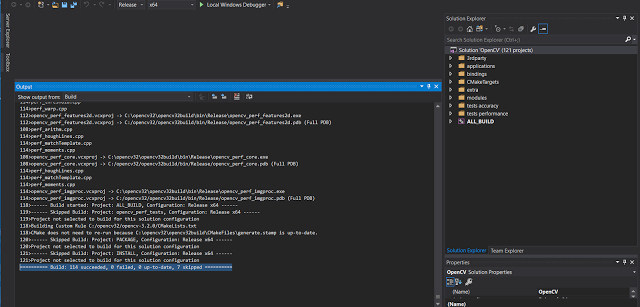 Release
x64
Local Windows Debugger
Server Explorer
Toolbox
Output
Show output from: Build
114>perf_warp.cpp
112>opencv_perf_features2d.vcxproj -> C:\opencv32\opencv32build\bin\Release\opencv_perf_features2d.exe
112>opencv_perf_features2d.vcxproj -> C:/opencv32/opencv32build/bin/Release/opencv_perf_features2d.pdb (Full PDB)
108>perf_arithm.cpp
114>perf_houghLines.cpp
114>perf_matchTemplate.cpp
114>perf_moments.cpp
108>opencv_perf_core.vcxproj -> C:\opencv32\opencv32build\bin\Release\opencv_perf_core.exe
108>opencv_perf_core.vcxproj -> C:/opencv32/opencv32build/bin/Release/opencv_perf_core.pdb (Full PDB)
114>perf_houghLines.cpp
114>perf_matchTemplate.cpp
114>perf_moments.cpp
114>opencv_perf_imgproc.vcxproj -> C:\opencv32\opencv32build\bin\Release\opencv_perf_imgproc.exe
114>opencv_perf_imgproc.vcxproj -> C:/opencv32/opencv32build/bin/Release/opencv_perf_imgproc.pdb (Full PDB)
118>------ Build started: Project: ALL_BUILD, Configuration: Release x64 ------
119>------ Skipped Build: Project: opencv_perf_tests, Configuration: Release x64 ------
119>Project not selected to build for this solution configuration
118>Building Custom Rule C:/opencv32/opencv-3.2.0/CMakeLists.txt
118>CMake does not need to re-run because C:\opencv32\opencv32build\CMakeFiles\generate.stamp is up-to-date.
120>------ Skipped Build: Project: PACKAGE, Configuration: Release x64 ------
120>Project not selected to build for this solution configuration
121>------ Skipped Build: Project: INSTALL, Configuration: Release x64 ------
121>Project not selected to build for this solution configuration
========== Build: 114 succeeded, 0 failed, 0 up-to-date, 7 skipped ==========
Solution Explorer
Search Solution Explorer (Ctrl+;)
Solution 'OpenCV' (121 projects)
3rdparty
applications
bindings
CMakeTargets
extra
modules
tests accuracy
tests performance
ALL_BUILD
Solution Explorer
Team Explorer
Properties
OpenCV Solution Properties
(Name) OpenCV
(Name)